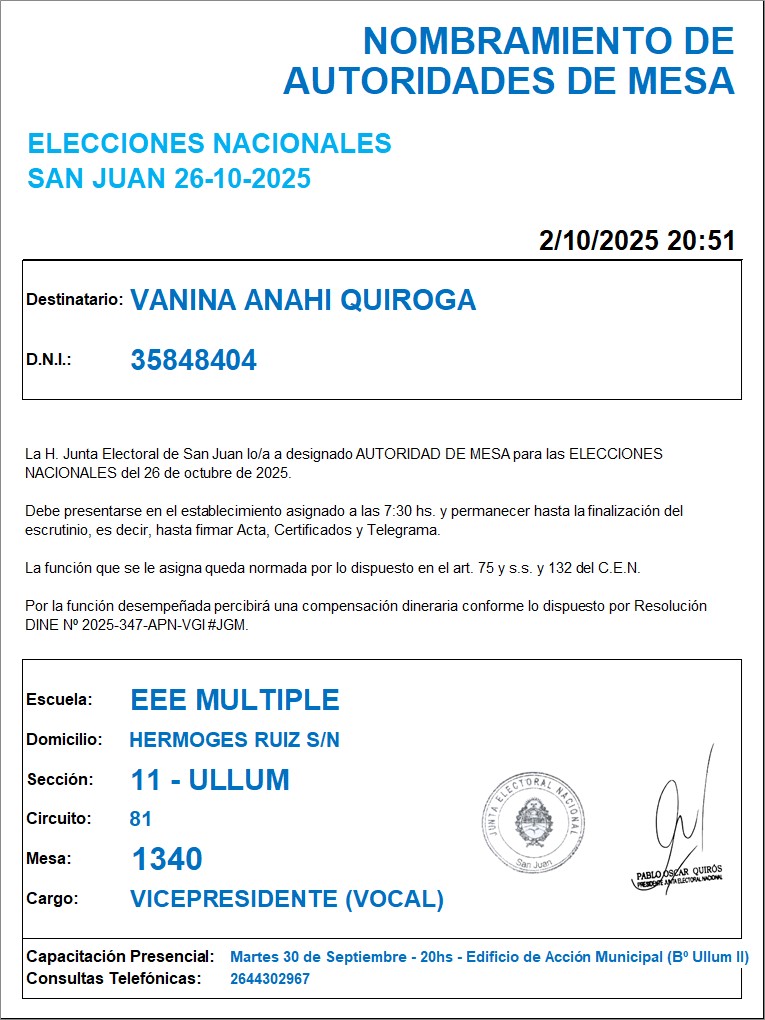 NOMBRAMIENTO DE
AUTORIDADES DE MESA
ELECCIONES NACIONALES
SAN JUAN 26-10-2025
2/10/2025 20:51
Destinatario: VANINA ANAHI QUIROGA
D.N.I.: 35848404
La H. Junta Electoral de San Juan lo/a a designado AUTORIDAD DE MESA para las ELECCIONES
NACIONALES del 26 de octubre de 2025.
Debe presentarse en el establecimiento asignado a las 7:30 hs. y permanecer hasta la finalización del
escrutinio, es decir, hasta firmar Acta, Certificados y Telegrama.
La función que se le asigna queda normada por lo dispuesto en el art. 75 y s.s. y 132 del C.E.N.
Por la función desempeñada percibirá una compensación dineraria conforme lo dispuesto por Resolución
DINE Nº 2025-347-APN-VGI#JGM.
Escuela: EEE MULTIPLE
Domicilio: HERMOGES RUIZ S/N
Sección: 11 - ULLUM
Circuito: 81
Mesa: 1340
Cargo: VICEPRESIDENTE (VOCAL)
JUNTA ELECTORAL NACIONAL
San Juan
PABLO OSCAR QUIRÓS
PRESIDENTE JUNTA ELECTORAL NACIONAL
Capacitación Presencial: Martes 30 de Septiembre - 20hs - Edificio de Acción Municipal (Bº Ullum II)
Consultas Telefónicas: 2644302967